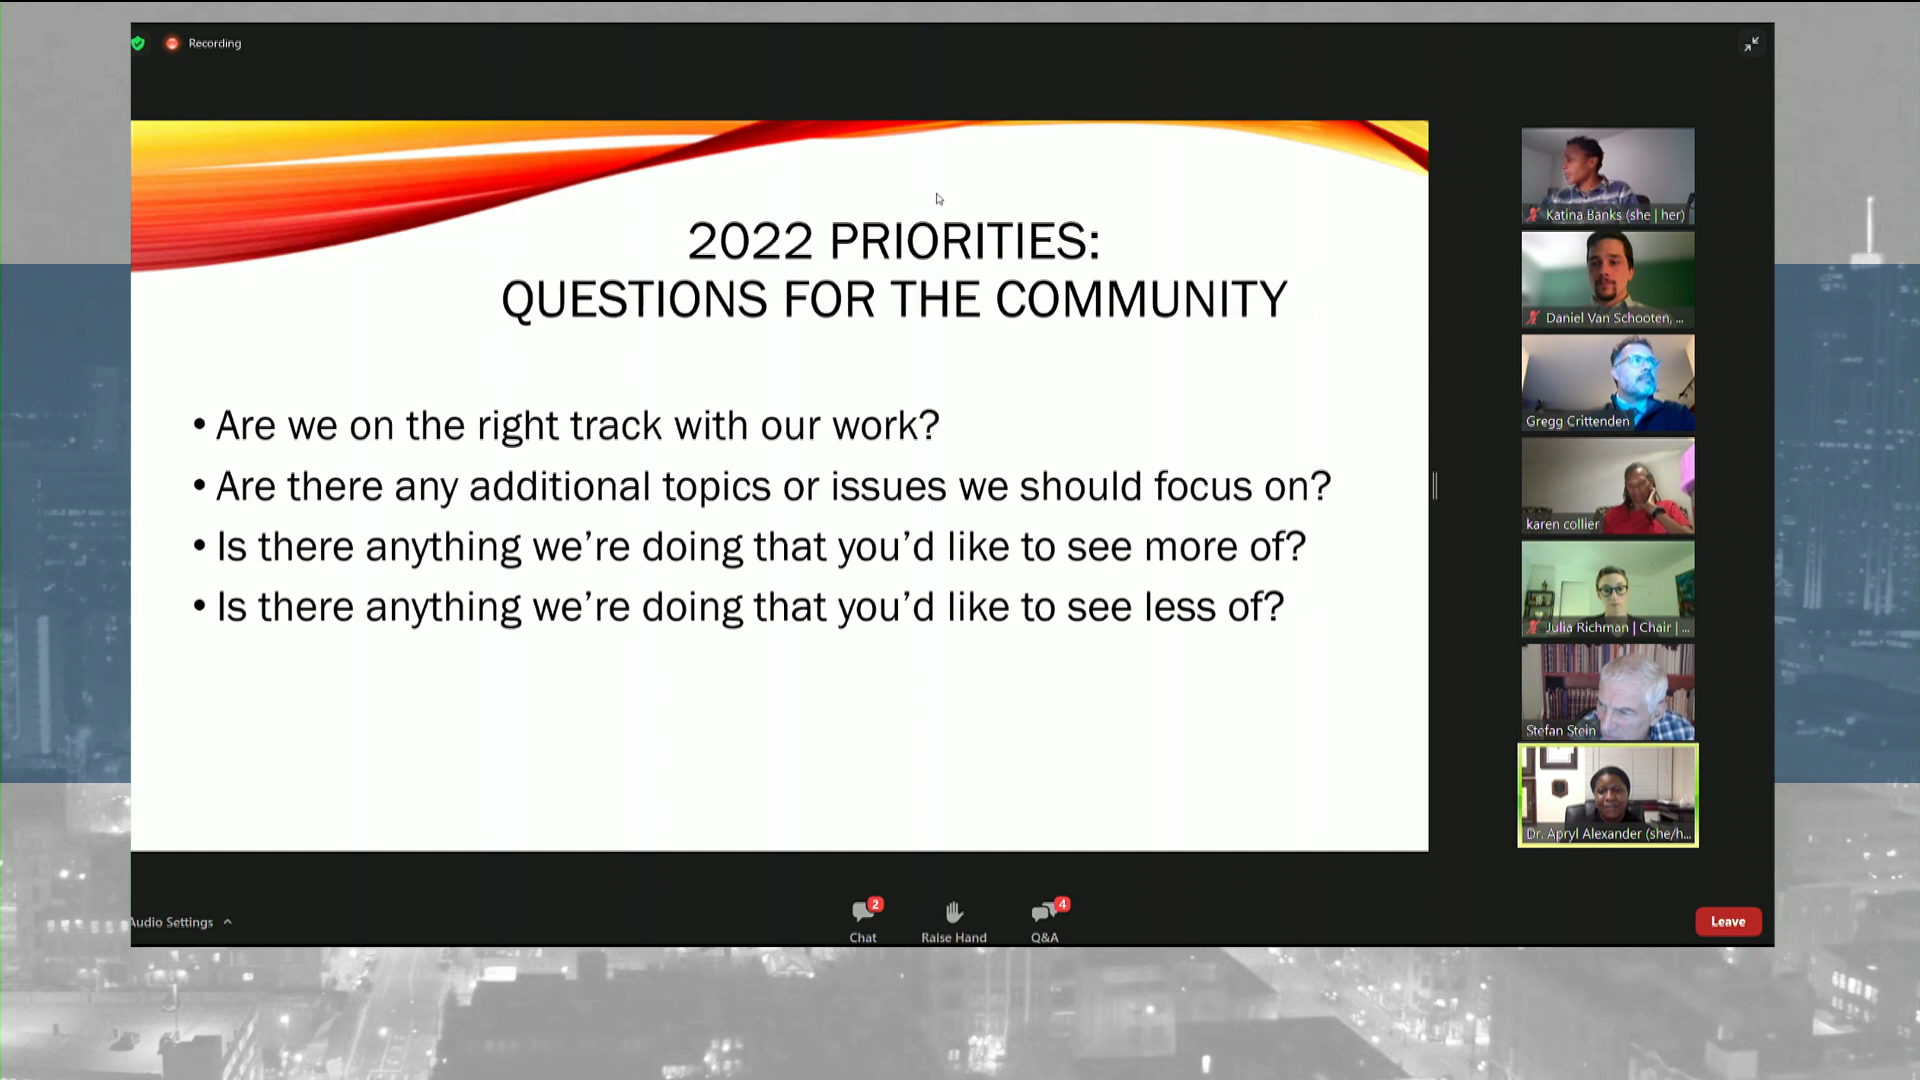 Recording
2022 PRIORITIES:
QUESTIONS FOR THE COMMUNITY
• Are we on the right track with our work?
• Are there any additional topics or issues we should focus on?
• Is there anything we’re doing that you’d like to see more of?
• Is there anything we’re doing that you’d like to see less of?
Katina Banks (she | her)
Daniel Van Schooten, ...
Gregg Crittenden
karen collier
Julia Richman | Chair | ...
Stefan Stein
Dr. Apryl Alexander (she/h...
Audio Settings
2
Chat
Raise Hand
4
Q&A
Leave